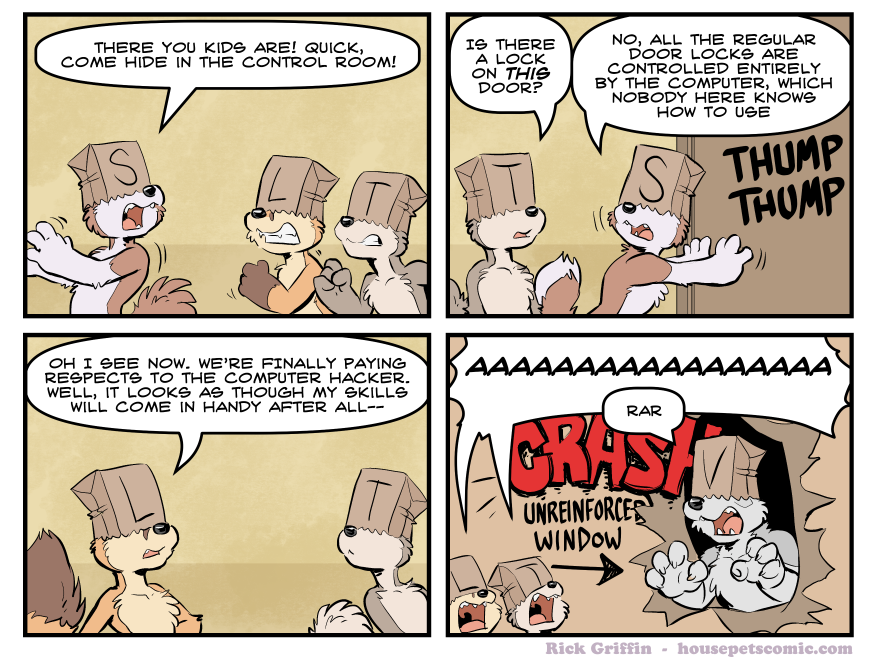 THERE YOU KIDS ARE! QUICK,
COME HIDE IN THE CONTROL ROOM!
S
L
T
IS THERE
A LOCK
ON THIS
DOOR?
NO, ALL THE REGULAR
DOOR LOCKS ARE
CONTROLLED ENTIRELY
BY THE COMPUTER, WHICH
NOBODY HERE KNOWS
HOW TO USE
T
S
THUMP
THUMP
OH I SEE NOW. WE'RE FINALLY PAYING
RESPECTS TO THE COMPUTER HACKER.
WELL, IT LOOKS AS THOUGH MY SKILLS
WILL COME IN HANDY AFTER ALL--
L
T
AAAAAAAAAAAAAAAAAA
RAR
CRASH
UNREINFORCED
WINDOW
V
Rick Griffin - housepetscomic.com